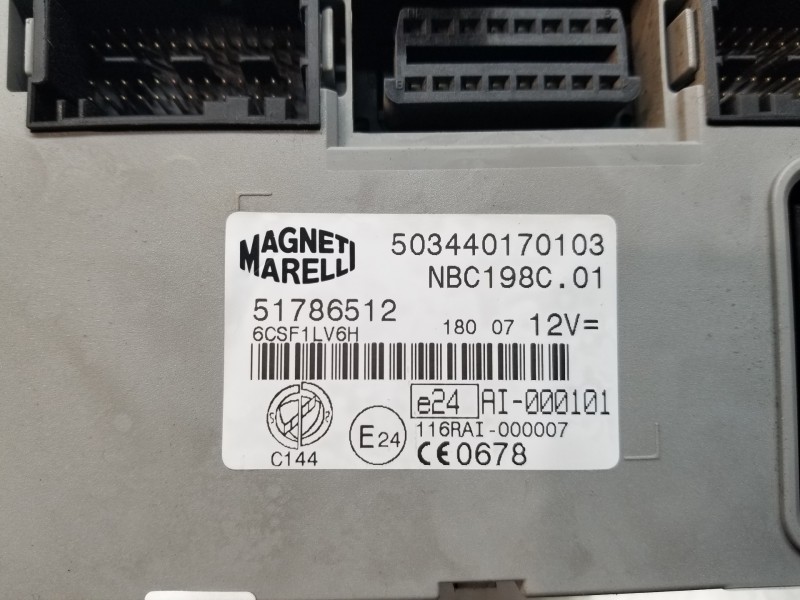 MAGNETI MARELLI
503440170103
NBC198C.01
51786512
6CSF1LV6H
180 07 12V=
e24 AI-000101
116RAI-000007
E24
C144
CE0678